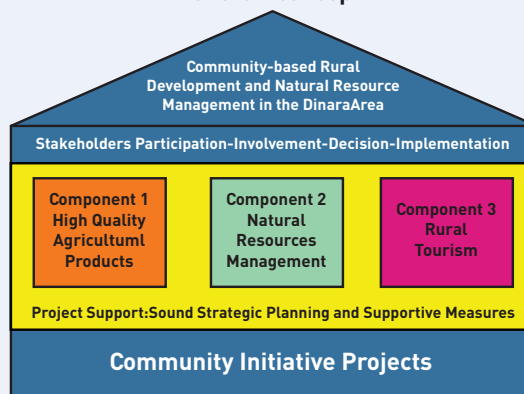 Community-based Rural
Development and Natural Resource
Management in the DinaraArea
Stakeholders Participation-Involvement-Decision-Implementation
Component 1
High Quality
Agricultuml
Products
Component 2
Natural
Resources
Management
Component 3
Rural
Tourism
Project Support:Sound Strategic Planning and Supportive Measures
Community Initiative Projects